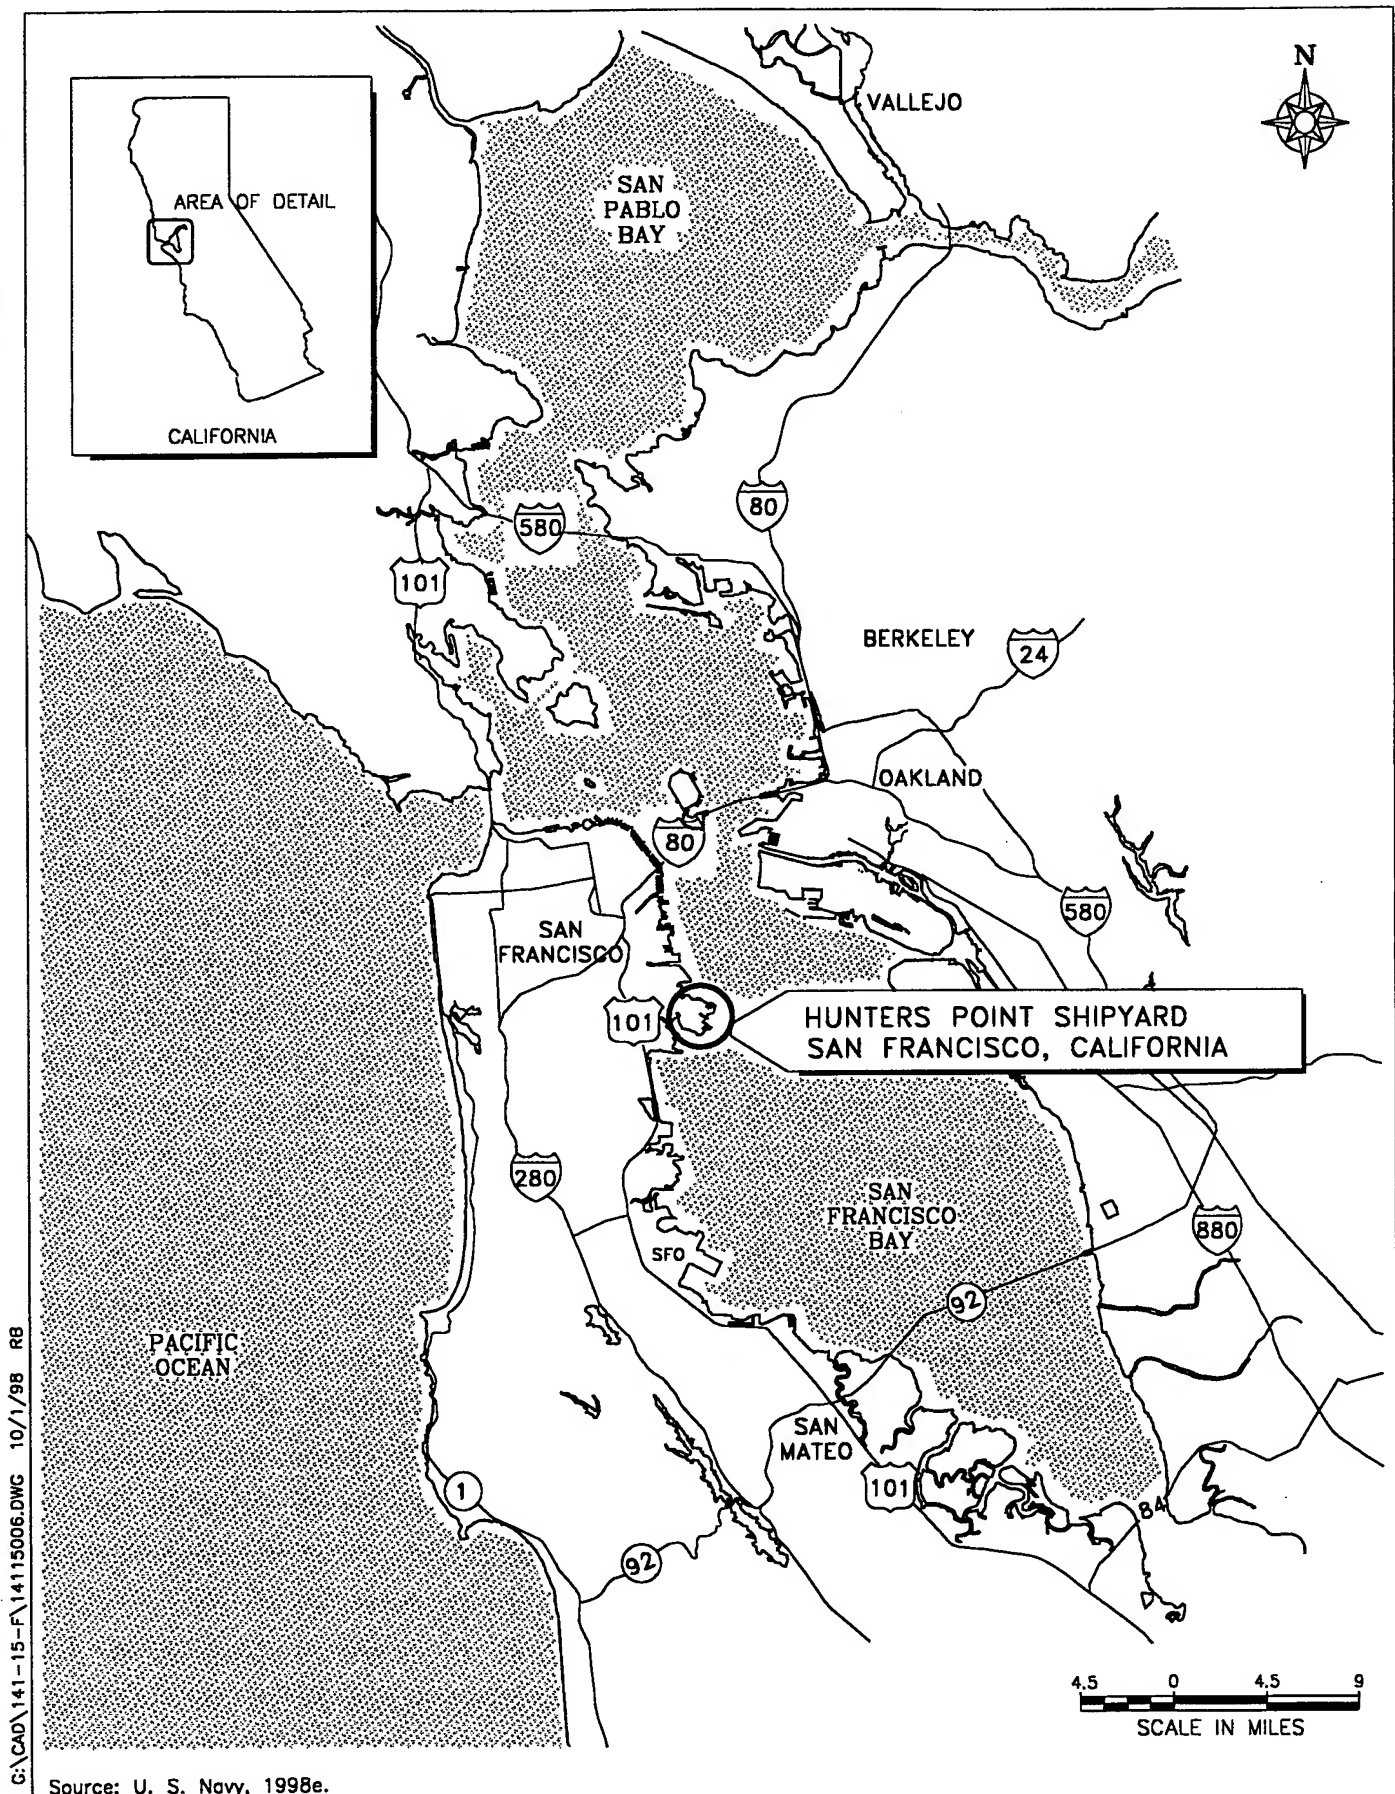 N
VALLEJO
SAN
PABLO
BAY
AREA OF DETAIL
CALIFORNIA
80
580
101
BERKELEY
24
OAKLAND
80
580
SAN
FRANCISCO
101
HUNTERS POINT SHIPYARD
SAN FRANCISCO, CALIFORNIA
280
SAN
FRANCISCO
BAY
880
SFO
92
PACIFIC
OCEAN
SAN
MATEO
101
1
84
92
4.5 0 4.5 9
SCALE IN MILES
G:\CAD\141-15-F\14115006.DWG 10/1/98 RB
Source: U. S. Navy, 1998e.